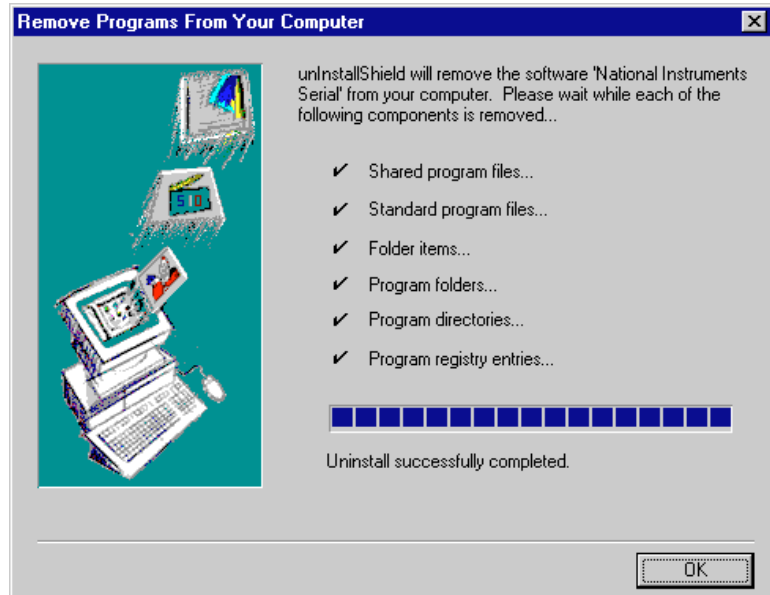 Remove Programs From Your Computer
unInstallShield will remove the software 'National Instruments
Serial' from your computer. Please wait while each of the
following components is removed...
Shared program files...
Standard program files...
Folder items...
Program folders...
Program directories...
Program registry entries...
Uninstall successfully completed.
OK